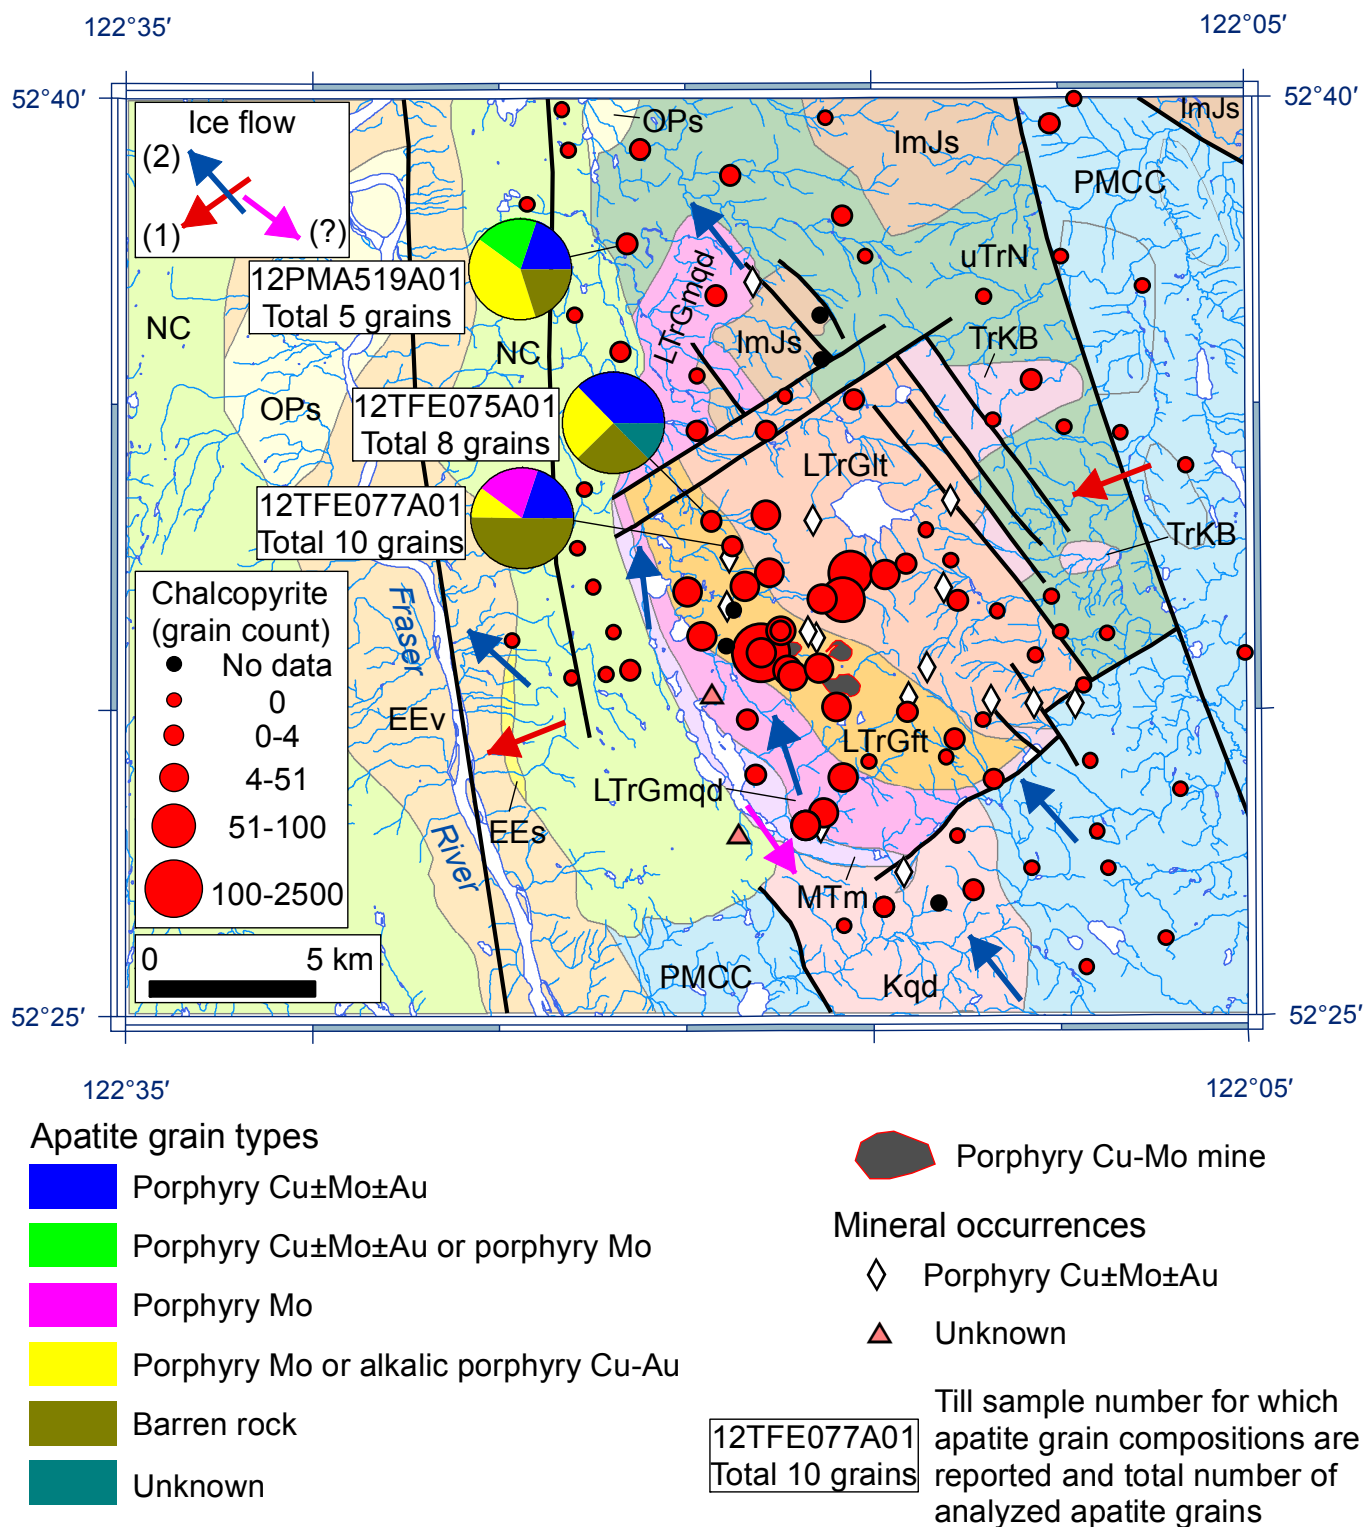 122°35′
122°05′
52°40′
52°40′
Ice flow
(2)
(1)
(?)
OPs
lmJs
lmJs
PMCC
12PMA519A01
Total 5 grains
uTrN
LTrGmqd
NC
NC
lmJs
TrKB
OPs
12TFE075A01
Total 8 grains
LTrGlt
12TFE077A01
Total 10 grains
TrKB
Chalcopyrite
(grain count)
No data
0
0-4
4-51
51-100
100-2500
Fraser
River
EEv
EEs
LTrGft
LTrGmqd
MTm
0
5 km
PMCC
Kqd
52°25′
52°25′
122°35′
122°05′
Apatite grain types
Porphyry Cu±Mo±Au
Porphyry Cu±Mo±Au or porphyry Mo
Porphyry Mo
Porphyry Mo or alkalic porphyry Cu-Au
Barren rock
Unknown
Porphyry Cu-Mo mine
Mineral occurrences
Porphyry Cu±Mo±Au
Unknown
12TFE077A01
Total 10 grains
Till sample number for which
apatite grain compositions are
reported and total number of
analyzed apatite grains